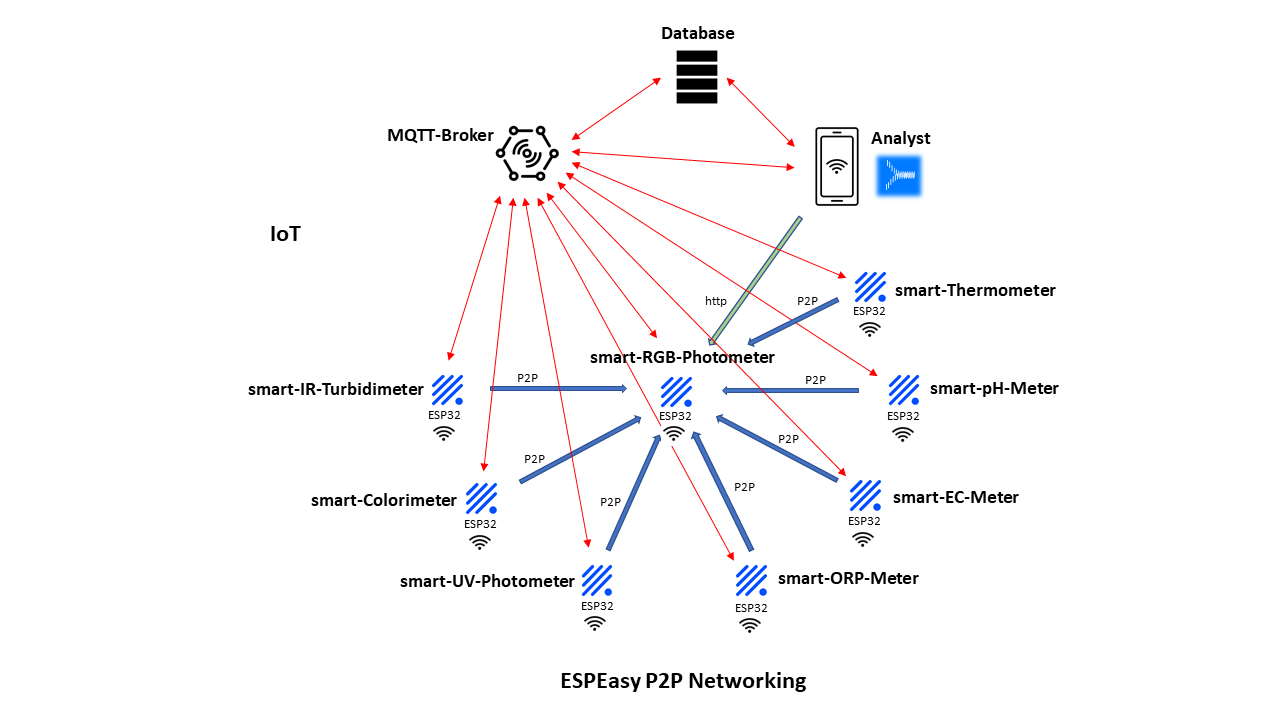 Database
MQTT-Broker
Analyst
IoT
smart-Thermometer
http
P2P
ESP32
smart-RGB-Photometer
smart-IR-Turbidimeter
P2P
P2P
smart-pH-Meter
ESP32
ESP32
ESP32
P2P
P2P
smart-Colorimeter
P2P
P2P
smart-EC-Meter
ESP32
ESP32
smart-UV-Photometer
smart-ORP-Meter
ESP32
ESP32
ESPEasy P2P Networking